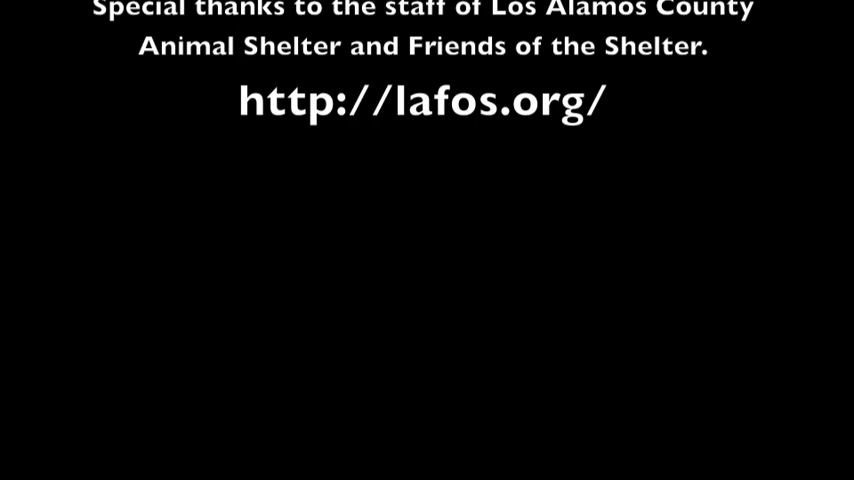 Special thanks to the staff of Los Alamos County
Animal Shelter and Friends of the Shelter.
http://lafos.org/